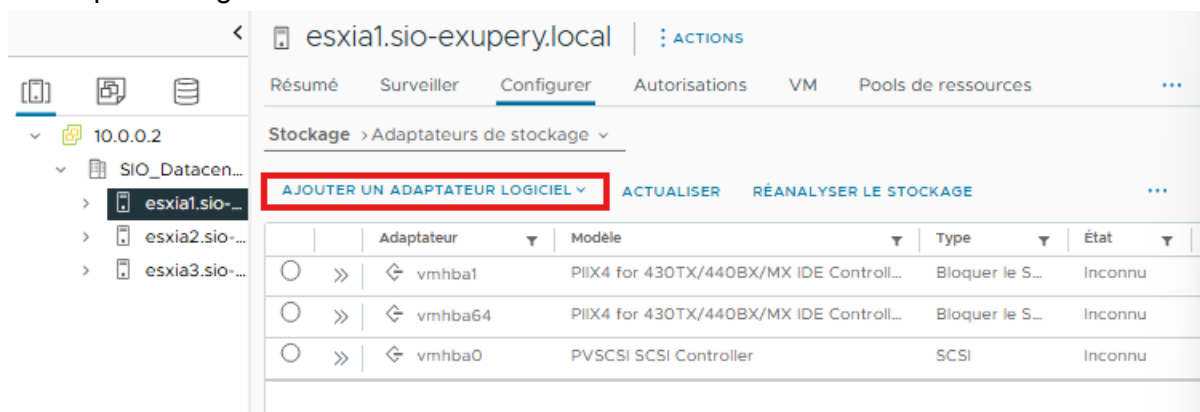 esxia1.sio-exupery.local ACTIONS
Résumé Surveiller Configurer Autorisations VM Pools de ressources ...
Stockage > Adaptateurs de stockage
AJOUTER UN ADAPTATEUR LOGICIEL ACTUALISER RÉANALYSER LE STOCKAGE ...
10.0.0.2
SIO_Datacen...
esxia1.sio-...
esxia2.sio-...
esxia3.sio-...
Adaptateur Modèle Type État
vmhba1 PIIX4 for 430TX/440BX/MX IDE Controll... Bloquer le S... Inconnu
vmhba64 PIIX4 for 430TX/440BX/MX IDE Controll... Bloquer le S... Inconnu
vmhba0 PVSCSI SCSI Controller SCSI Inconnu